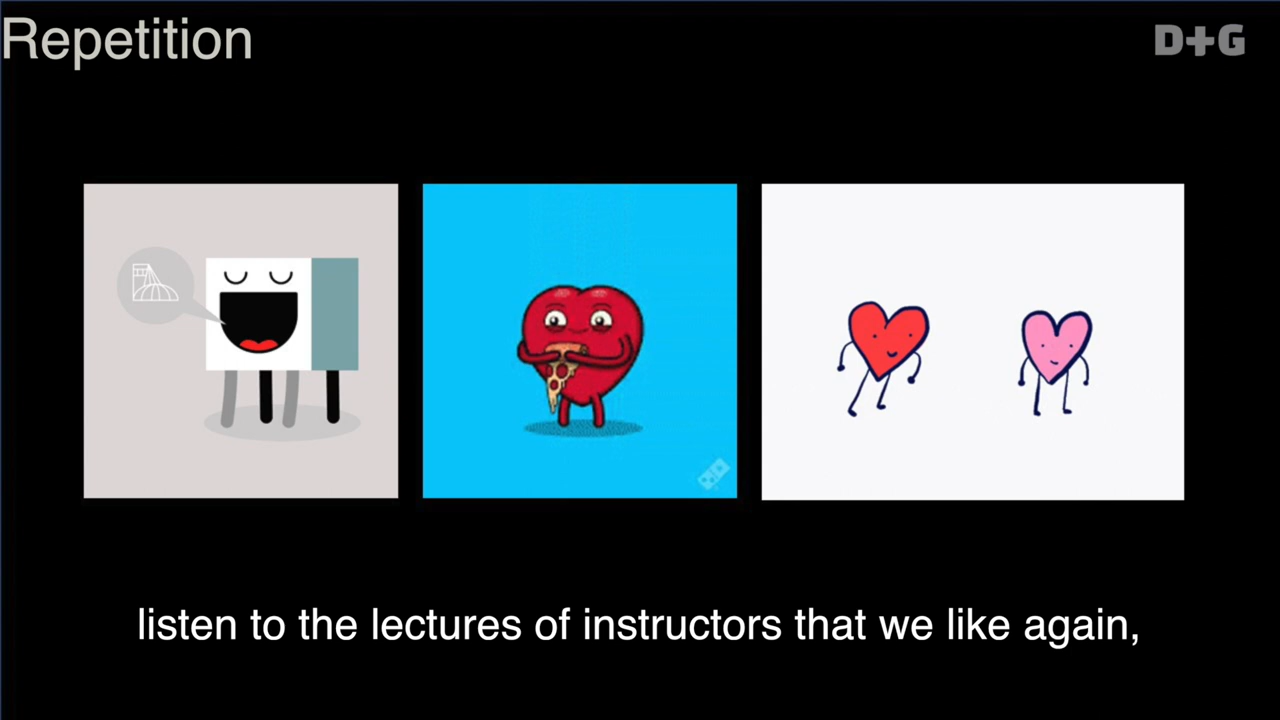 Repetition
D+G
listen to the lectures of instructors that we like again,